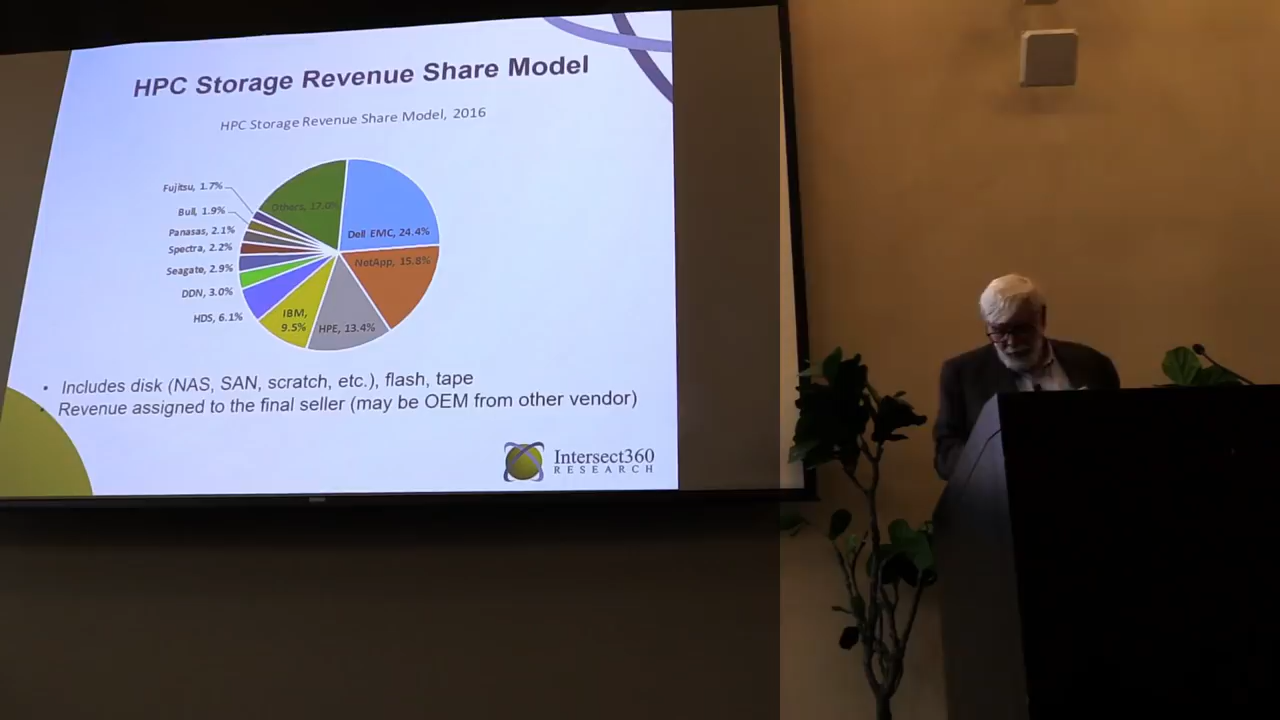 HPC Storage Revenue Share Model
HPC Storage Revenue Share Model, 2016
Fujitsu, 1.7%
Bull, 1.9%
Panasas, 2.1%
Spectra, 2.2%
Seagate, 2.9%
DDN, 3.0%
HDS, 6.1%
Others, 17.0%
Dell EMC, 24.4%
NetApp, 15.8%
IBM,
9.5%
HPE, 13.4%
• Includes disk (NAS, SAN, scratch, etc.), flash, tape
• Revenue assigned to the final seller (may be OEM from other vendor)
Intersect360
RESEARCH